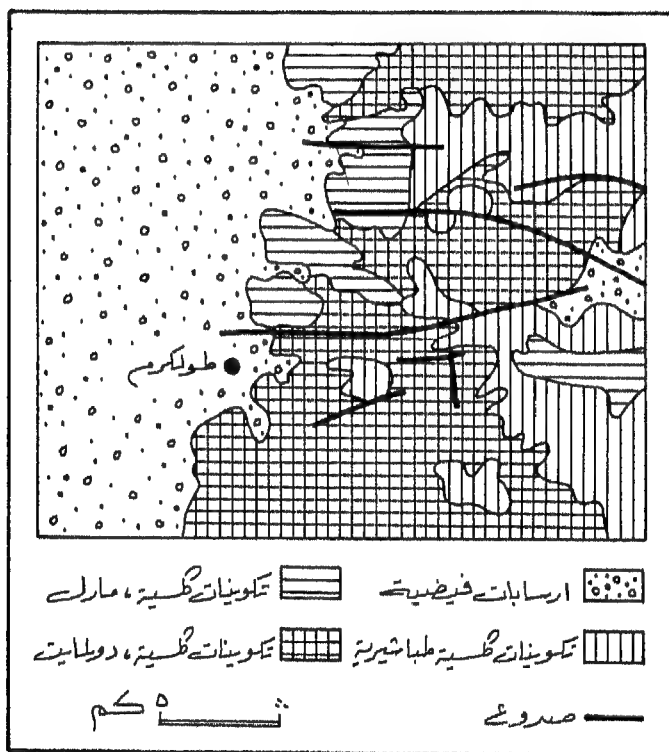 طولكرم
ارسابات فيضية
تكوينات كلسية، مارل
تكوينات كلسية طباشيرية
تكوينات كلسية، دولمايت
صدوع
٥ كم